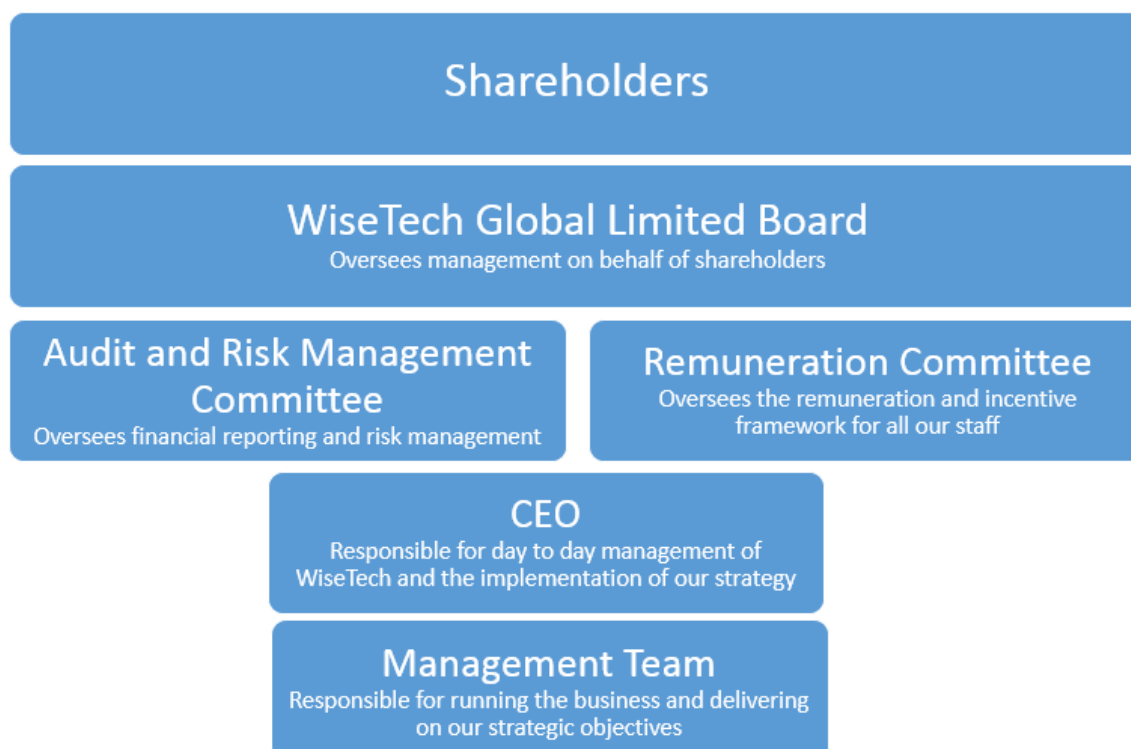 Shareholders
WiseTech Global Limited Board
Oversees management on behalf of shareholders
Audit and Risk Management
Committee
Oversees financial reporting and risk management
Remuneration Committee
Oversees the remuneration and incentive
framework for all our staff
CEO
Responsible for day to day management of
WiseTech and the implementation of our strategy
Management Team
Responsible for running the business and delivering
on our strategic objectives